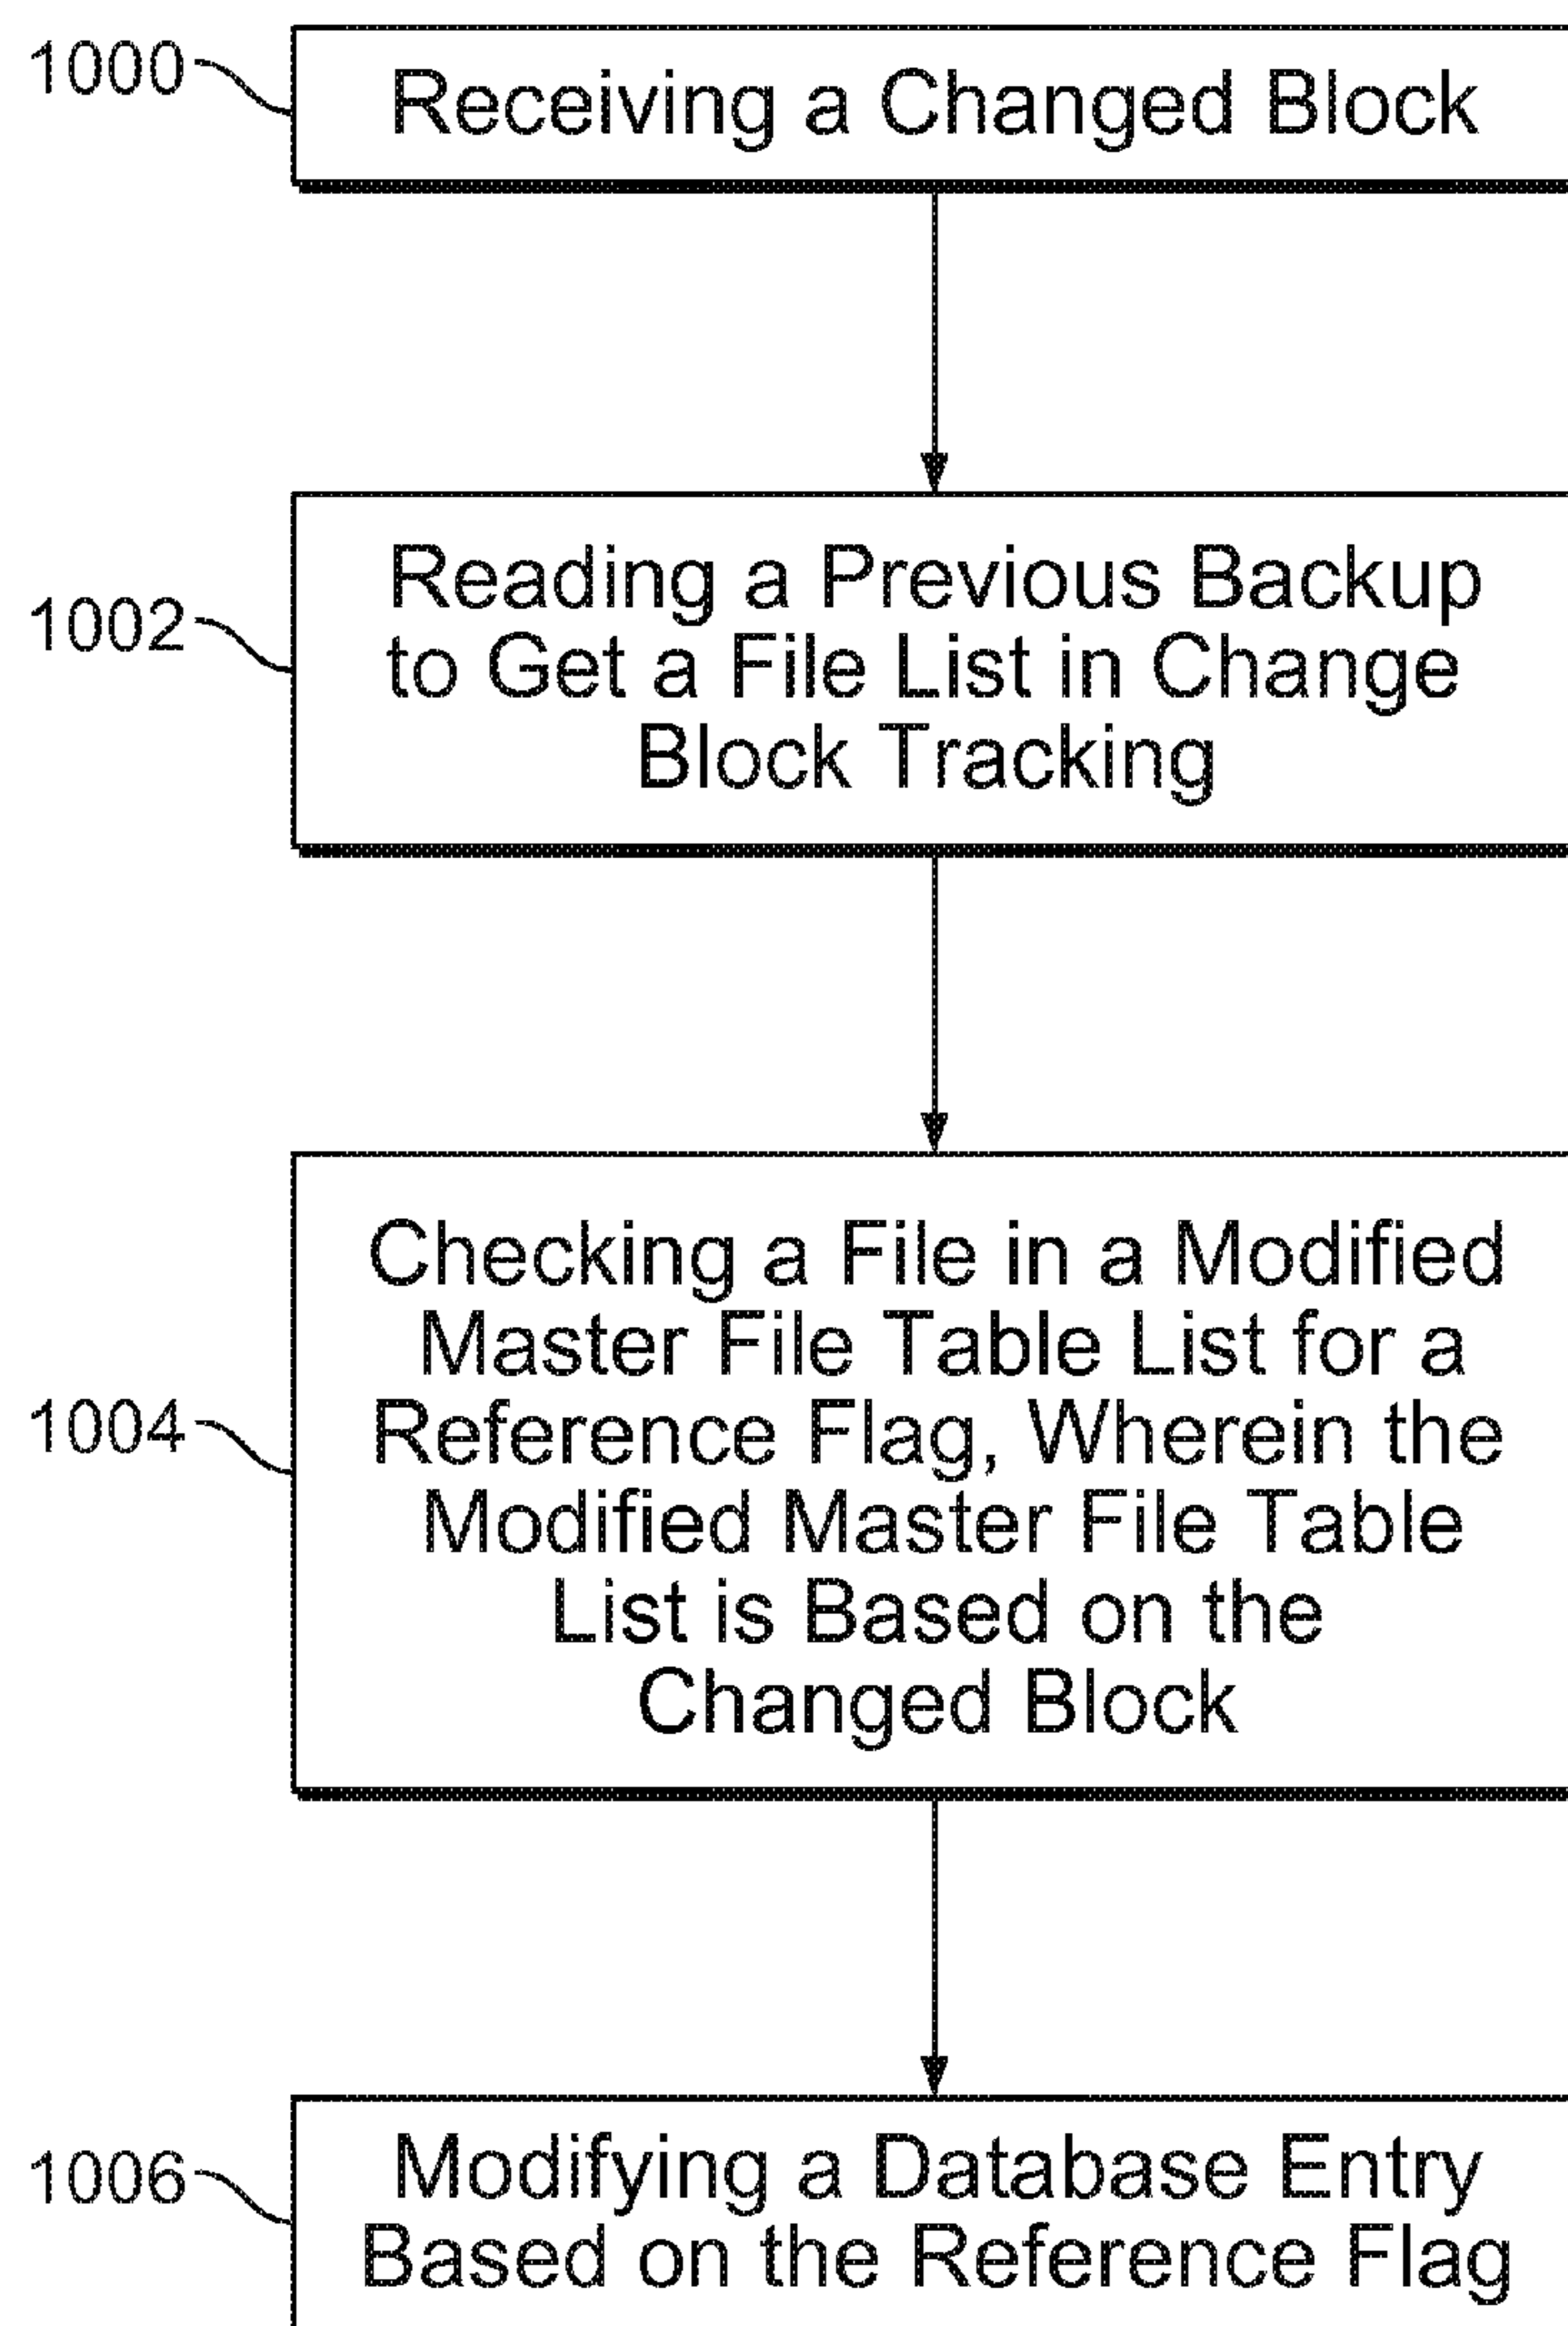 1000
Receiving a Changed Block
1002
Reading a Previous Backup
to Get a File List in Change
Block Tracking
1004
Checking a File in a Modified
Master File Table List for a
Reference Flag, Wherein the
Modified Master File Table
List is Based on the
Changed Block
1006
Modifying a Database Entry
Based on the Reference Flag